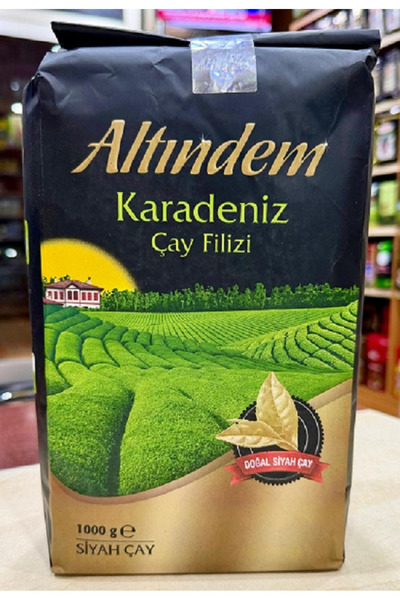 Altındem
Karadeniz
Çay Filizi
DOĞAL SİYAH ÇAY
1000 g ℮
SİYAH ÇAY